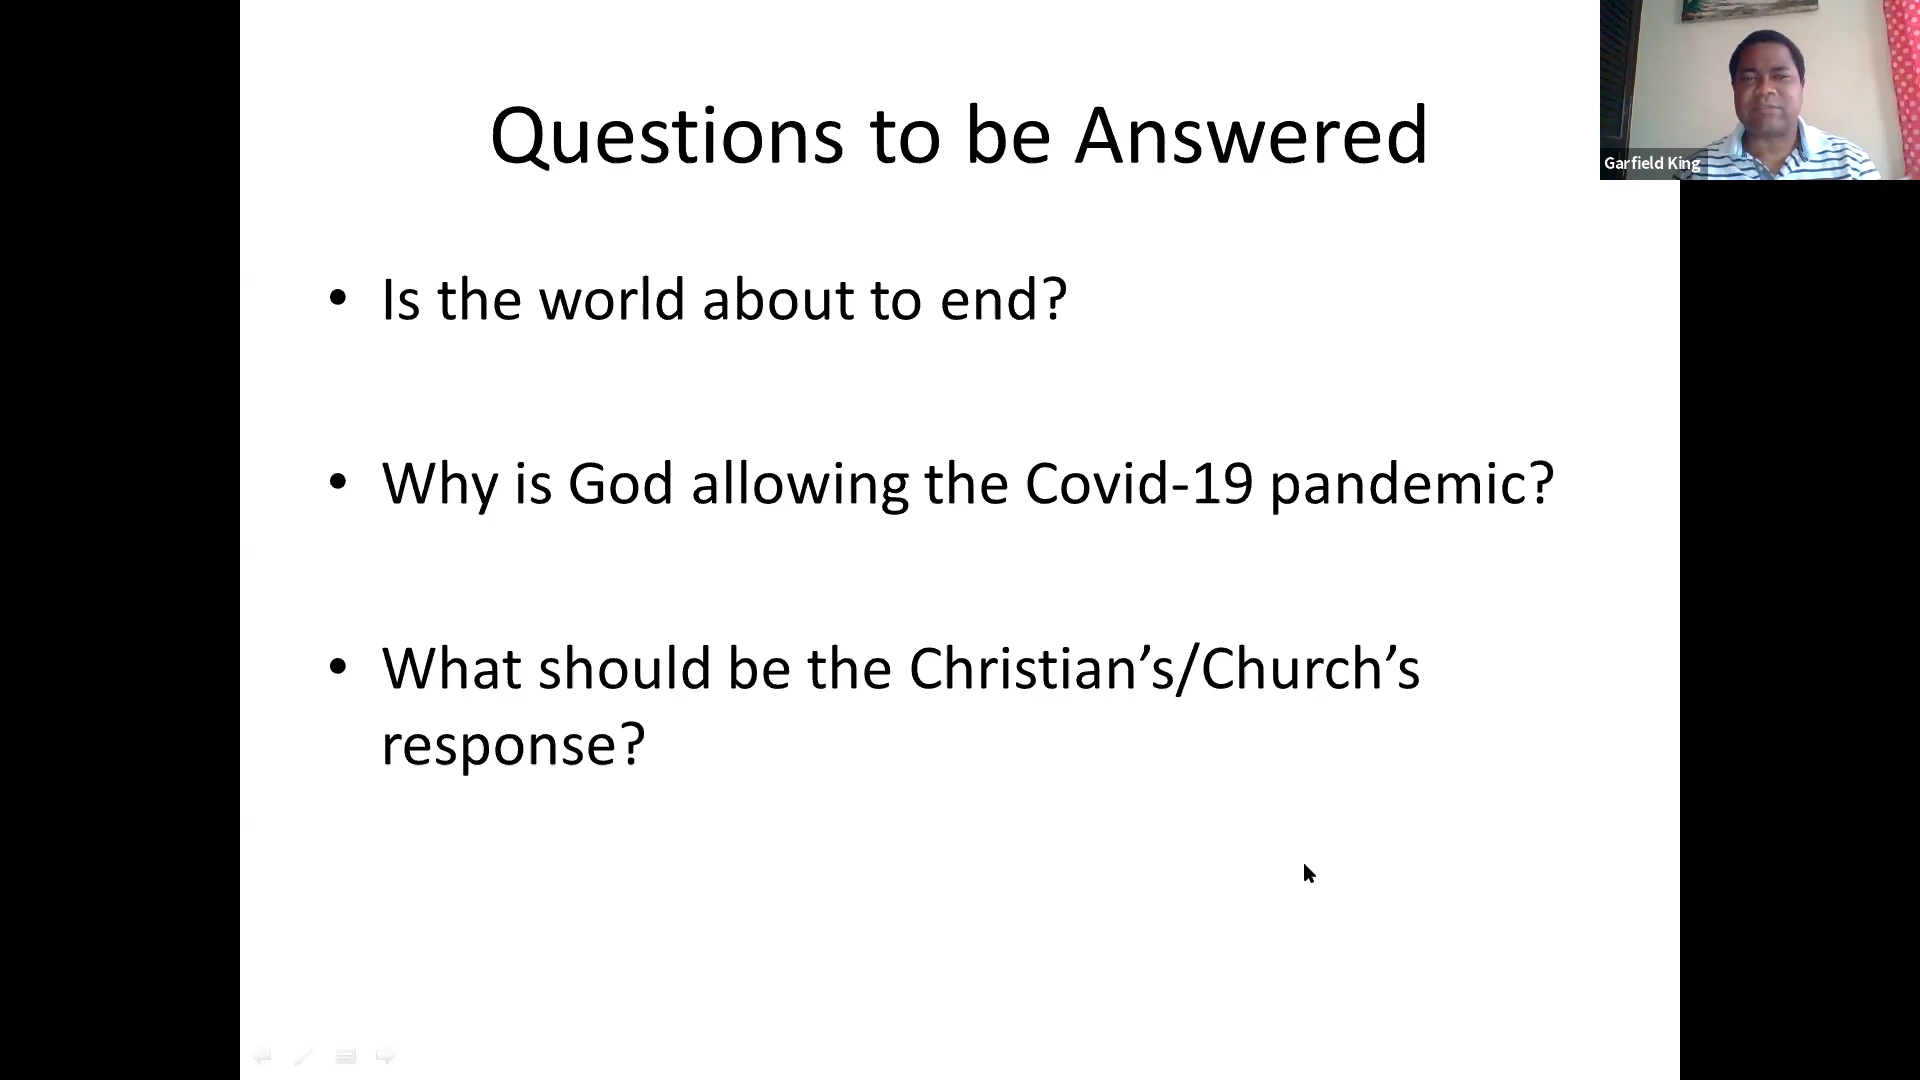 Questions to be Answered
Garfield King
• Is the world about to end?
• Why is God allowing the Covid-19 pandemic?
• What should be the Christian’s/Church’s
response?